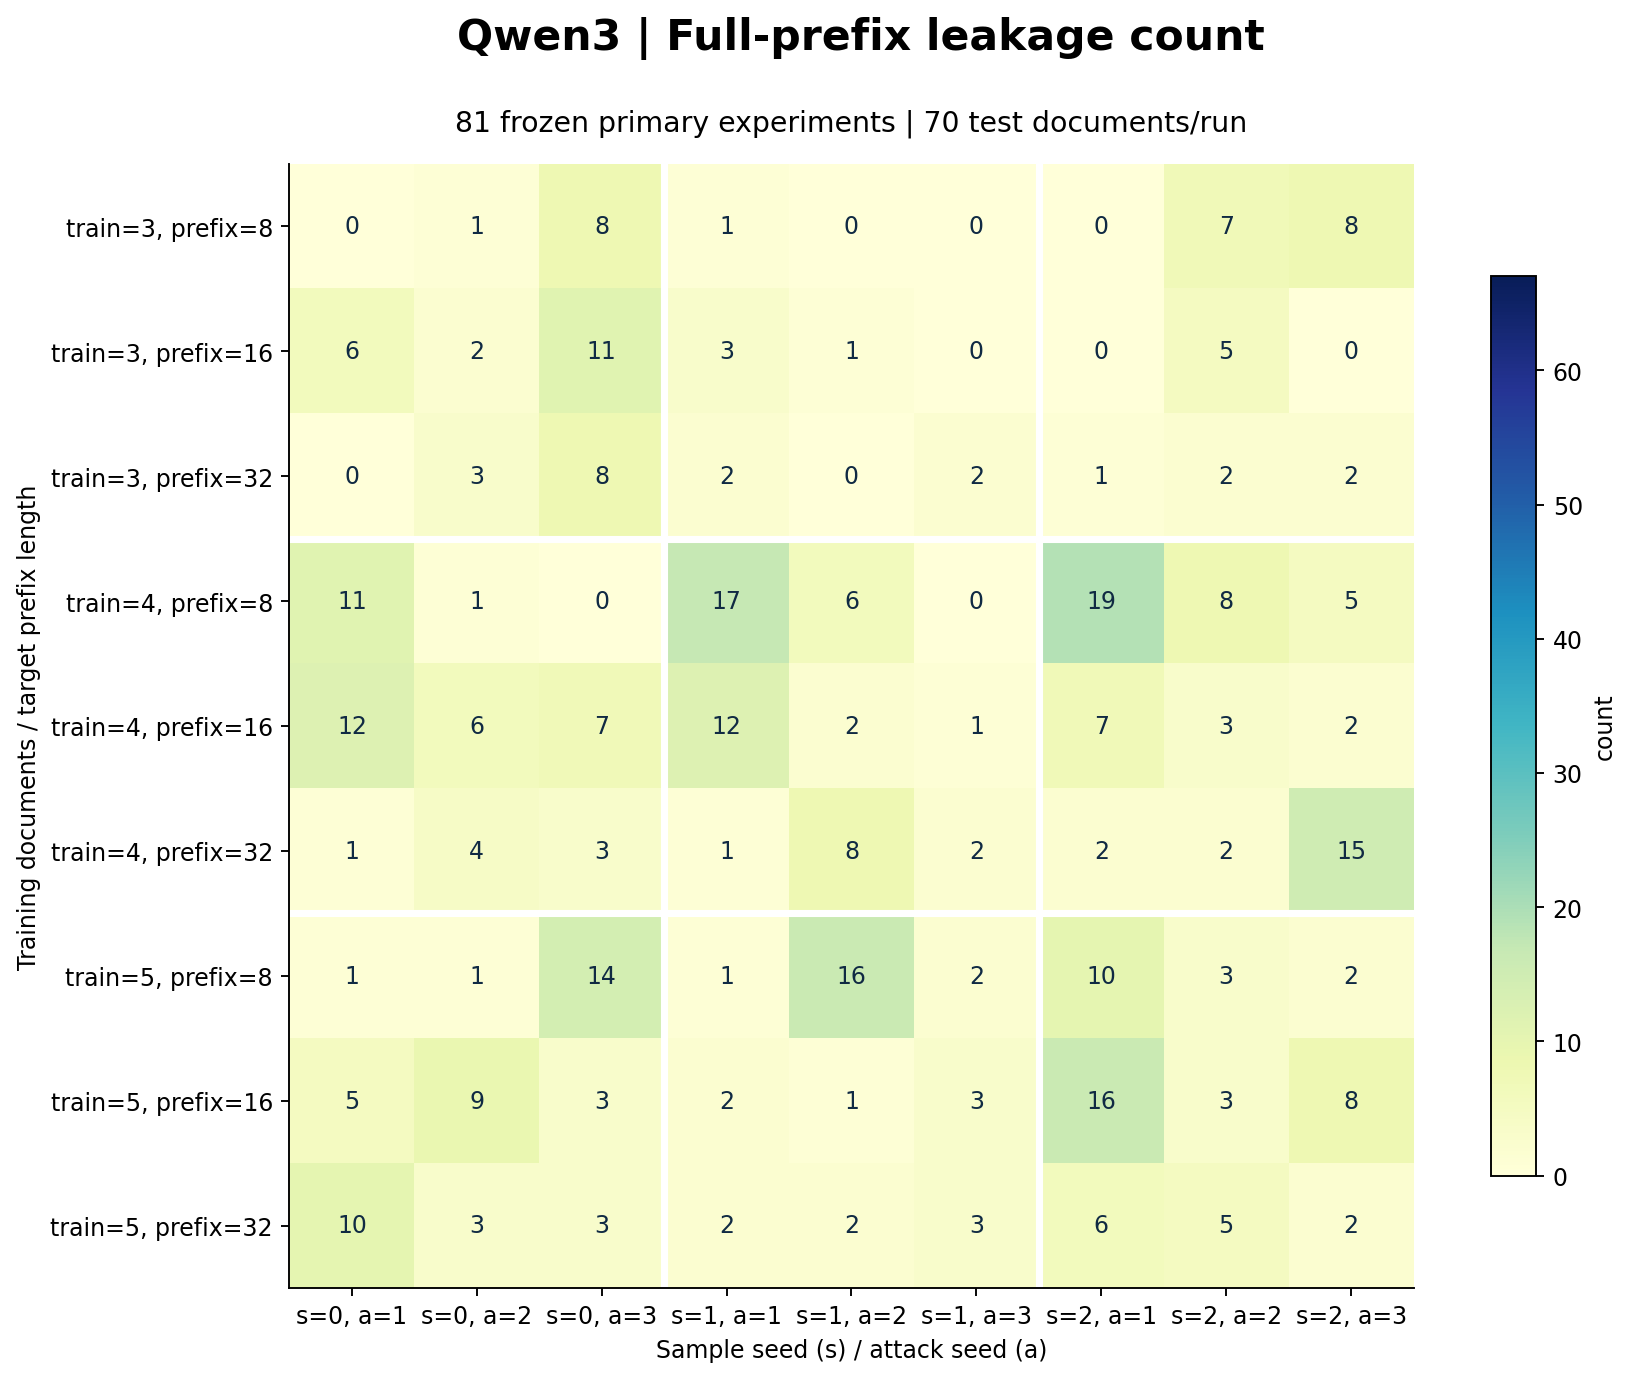 Qwen3 | Full-prefix leakage count
81 frozen primary experiments | 70 test documents/run
Training documents / target prefix length
train=3, prefix=8 0 1 8 1 0 0 0 7 8
train=3, prefix=16 6 2 11 3 1 0 0 5 0
train=3, prefix=32 0 3 8 2 0 2 1 2 2
train=4, prefix=8 11 1 0 17 6 0 19 8 5
train=4, prefix=16 12 6 7 12 2 1 7 3 2
train=4, prefix=32 1 4 3 1 8 2 2 2 15
train=5, prefix=8 1 1 14 1 16 2 10 3 2
train=5, prefix=16 5 9 3 2 1 3 16 3 8
train=5, prefix=32 10 3 3 2 2 3 6 5 2
s=0, a=1 s=0, a=2 s=0, a=3 s=1, a=1 s=1, a=2 s=1, a=3 s=2, a=1 s=2, a=2 s=2, a=3
Sample seed (s) / attack seed (a)
60
50
40
30
20
10
0
count